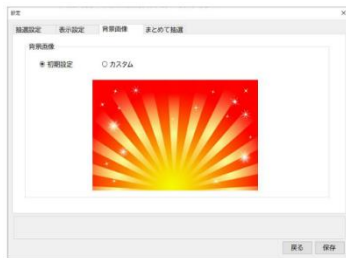 設定
抽選設定 表示設定 背景画像 まとめて抽選
背景画像
初期設定 カスタム
戻る 保存